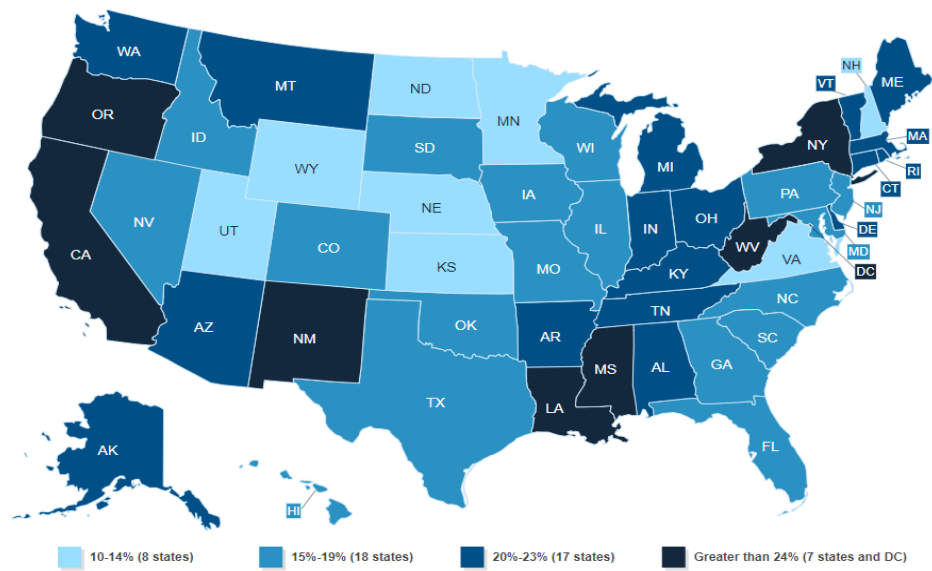 WA
MT
ND
MN
NH
VT
ME
OR
ID
WY
SD
WI
MI
NY
MA
RI
CT
NV
UT
CO
NE
IA
IL
IN
OH
PA
NJ
DE
MD
DC
CA
KS
MO
KY
WV
VA
AZ
NM
OK
AR
TN
NC
SC
TX
LA
MS
AL
GA
FL
AK
HI
10-14% (8 states)
15%-19% (18 states)
20%-23% (17 states)
Greater than 24% (7 states and DC)